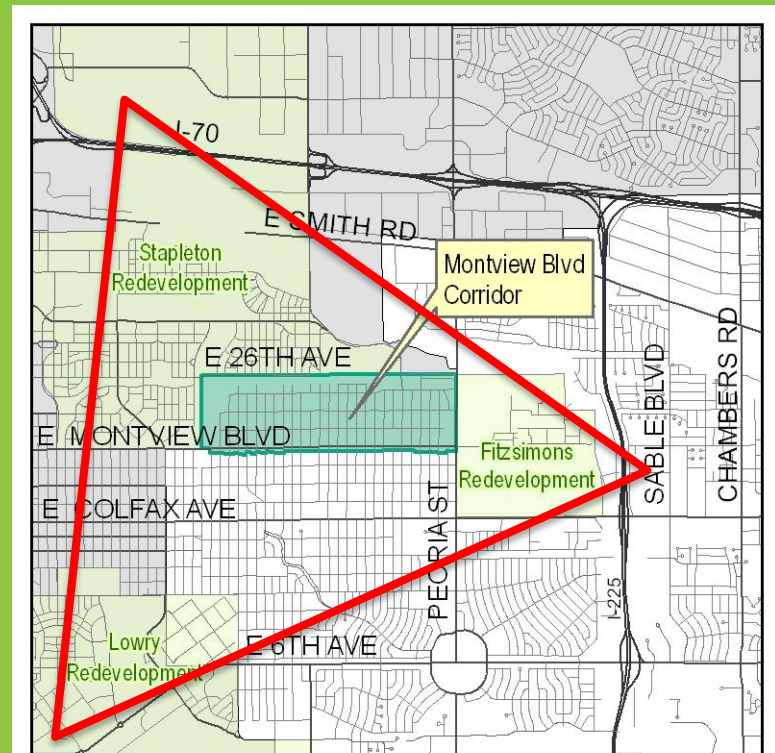 I-70
E SMITH RD
Stapleton
Redevelopment
Montview Blvd
Corridor
E 26TH AVE
E MONTVIEW BLVD
Fitzsimons
Redevelopment
SABLE BLVD
CHAMBERS RD
E COLFAX AVE
PEORIA ST
I-225
Lowry
Redevelopment
E 6TH AVE